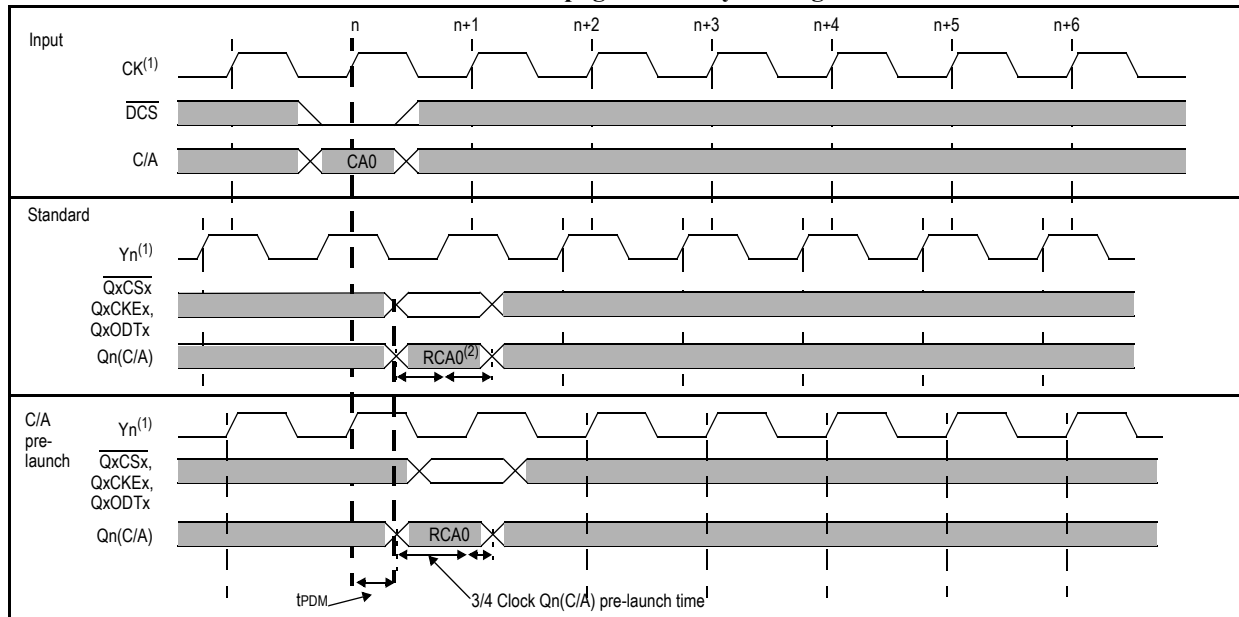 n n+1 n+2 n+3 n+4 n+5 n+6
Input
CK(1)
DCS
C/A CA0
Standard
Yn(1)
QxCSx
QxCKEx,
QxODTx
Qn(C/A) RCA0(2)
C/A
pre-
launch
Yn(1)
QxCSx,
QxCKEx,
QxODTx
Qn(C/A) RCA0
tPDM 3/4 Clock Qn(C/A) pre-launch time